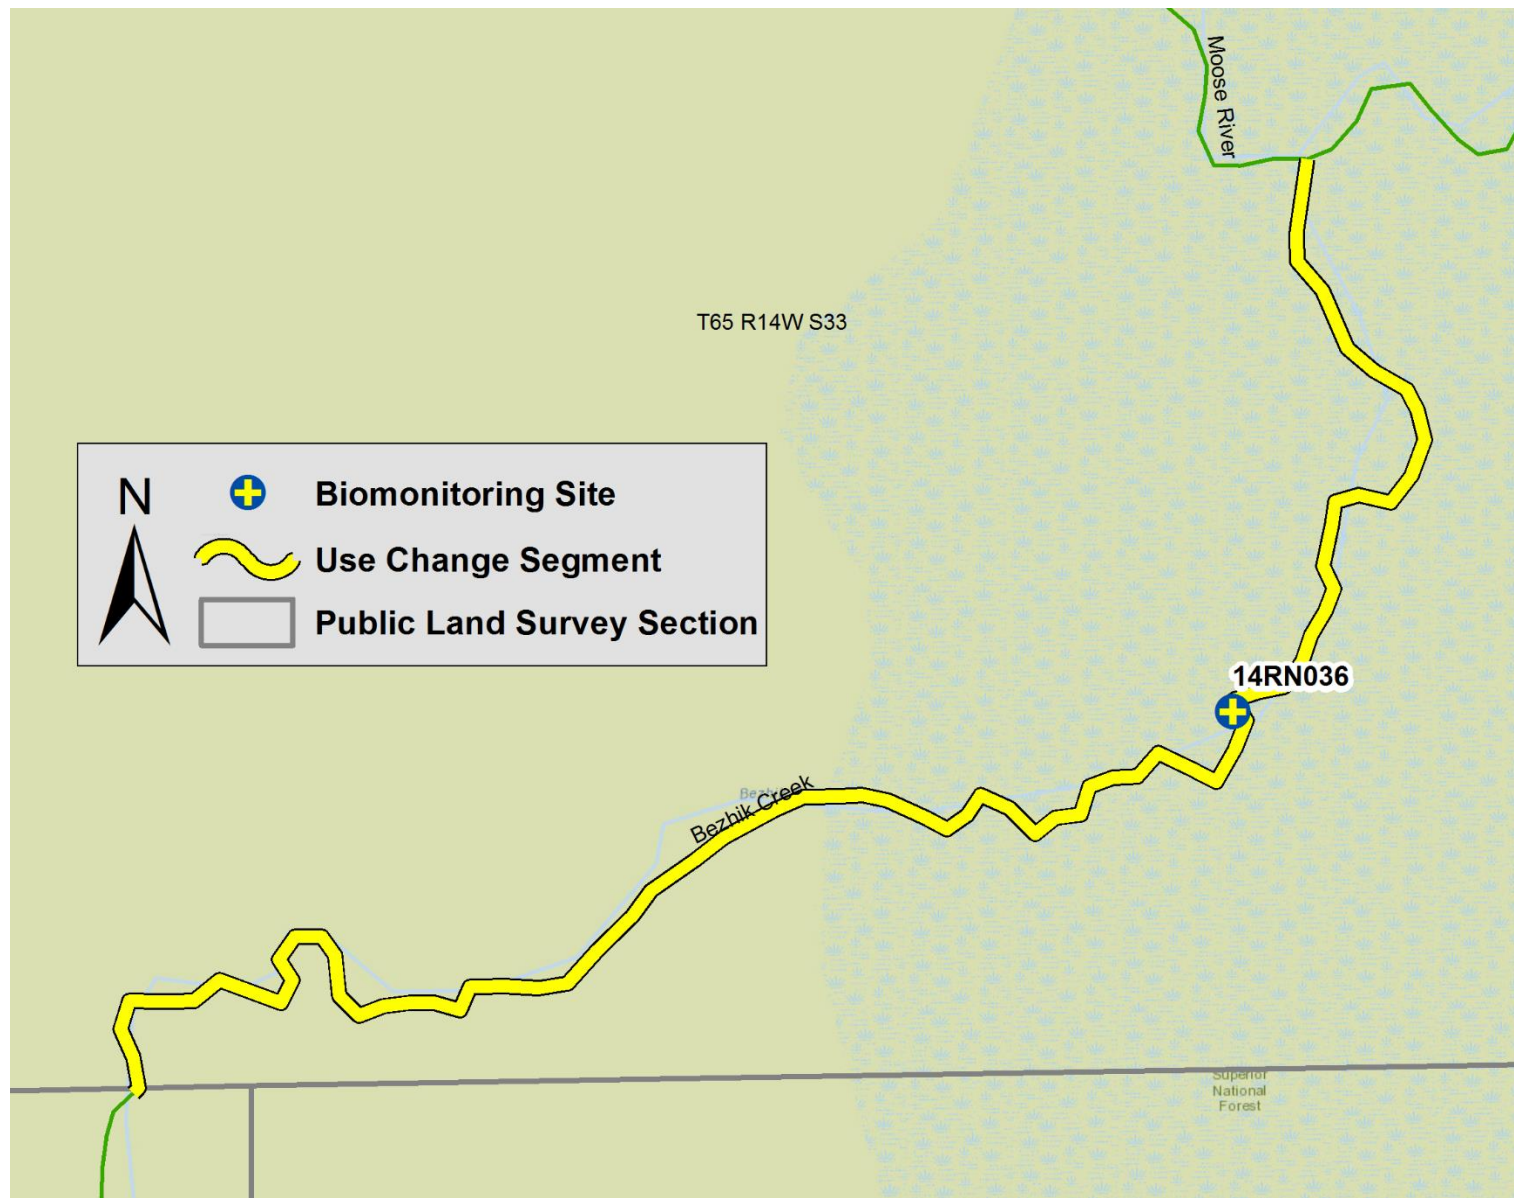 Moose River
T65 R14W S33
N
Biomonitoring Site
Use Change Segment
Public Land Survey Section
14RN036
Bezhik Creek
Superior
National
Forest